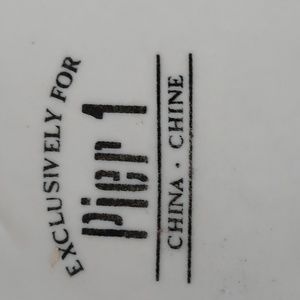 EXCLUSIVELY FOR
Pier 1
CHINA · CHINE